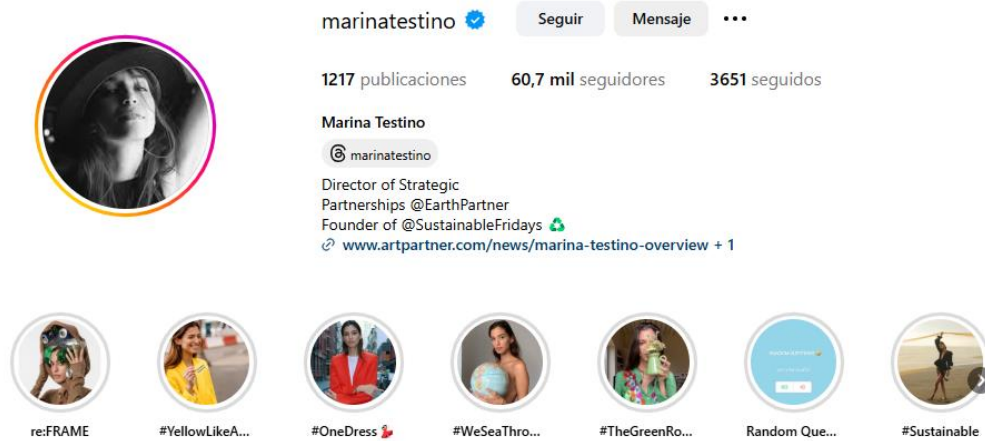 marinatestino
Seguir Mensaje
1217 publicaciones 60,7 mil seguidores 3651 seguidos
Marina Testino
marinatestino
Director of Strategic
Partnerships @EarthPartner
Founder of @SustainableFridays ♻️
www.artpartner.com/news/marina-testino-overview + 1
re:FRAME #YellowLikeA... #OneDress 💃 #WeSeaThro... #TheGreenRo... Random Que... #Sustainable